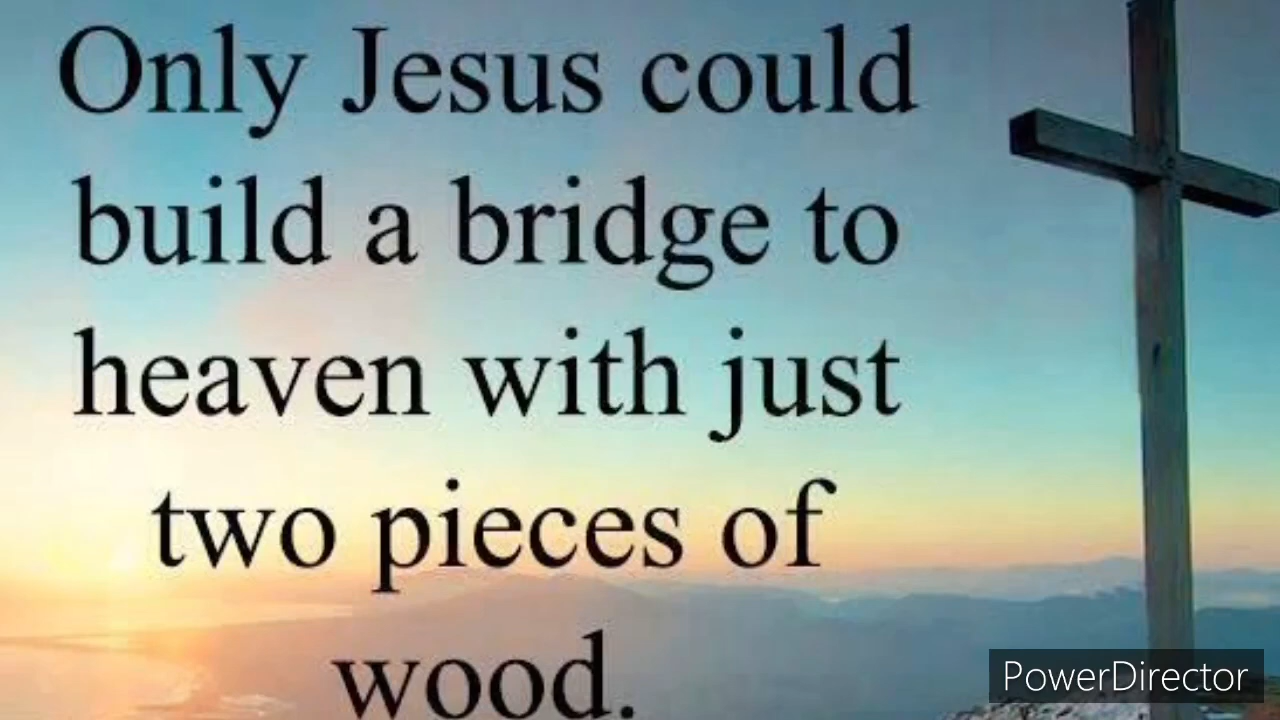 Only Jesus could
build a bridge to
heaven with just
two pieces of
wood.
PowerDirector